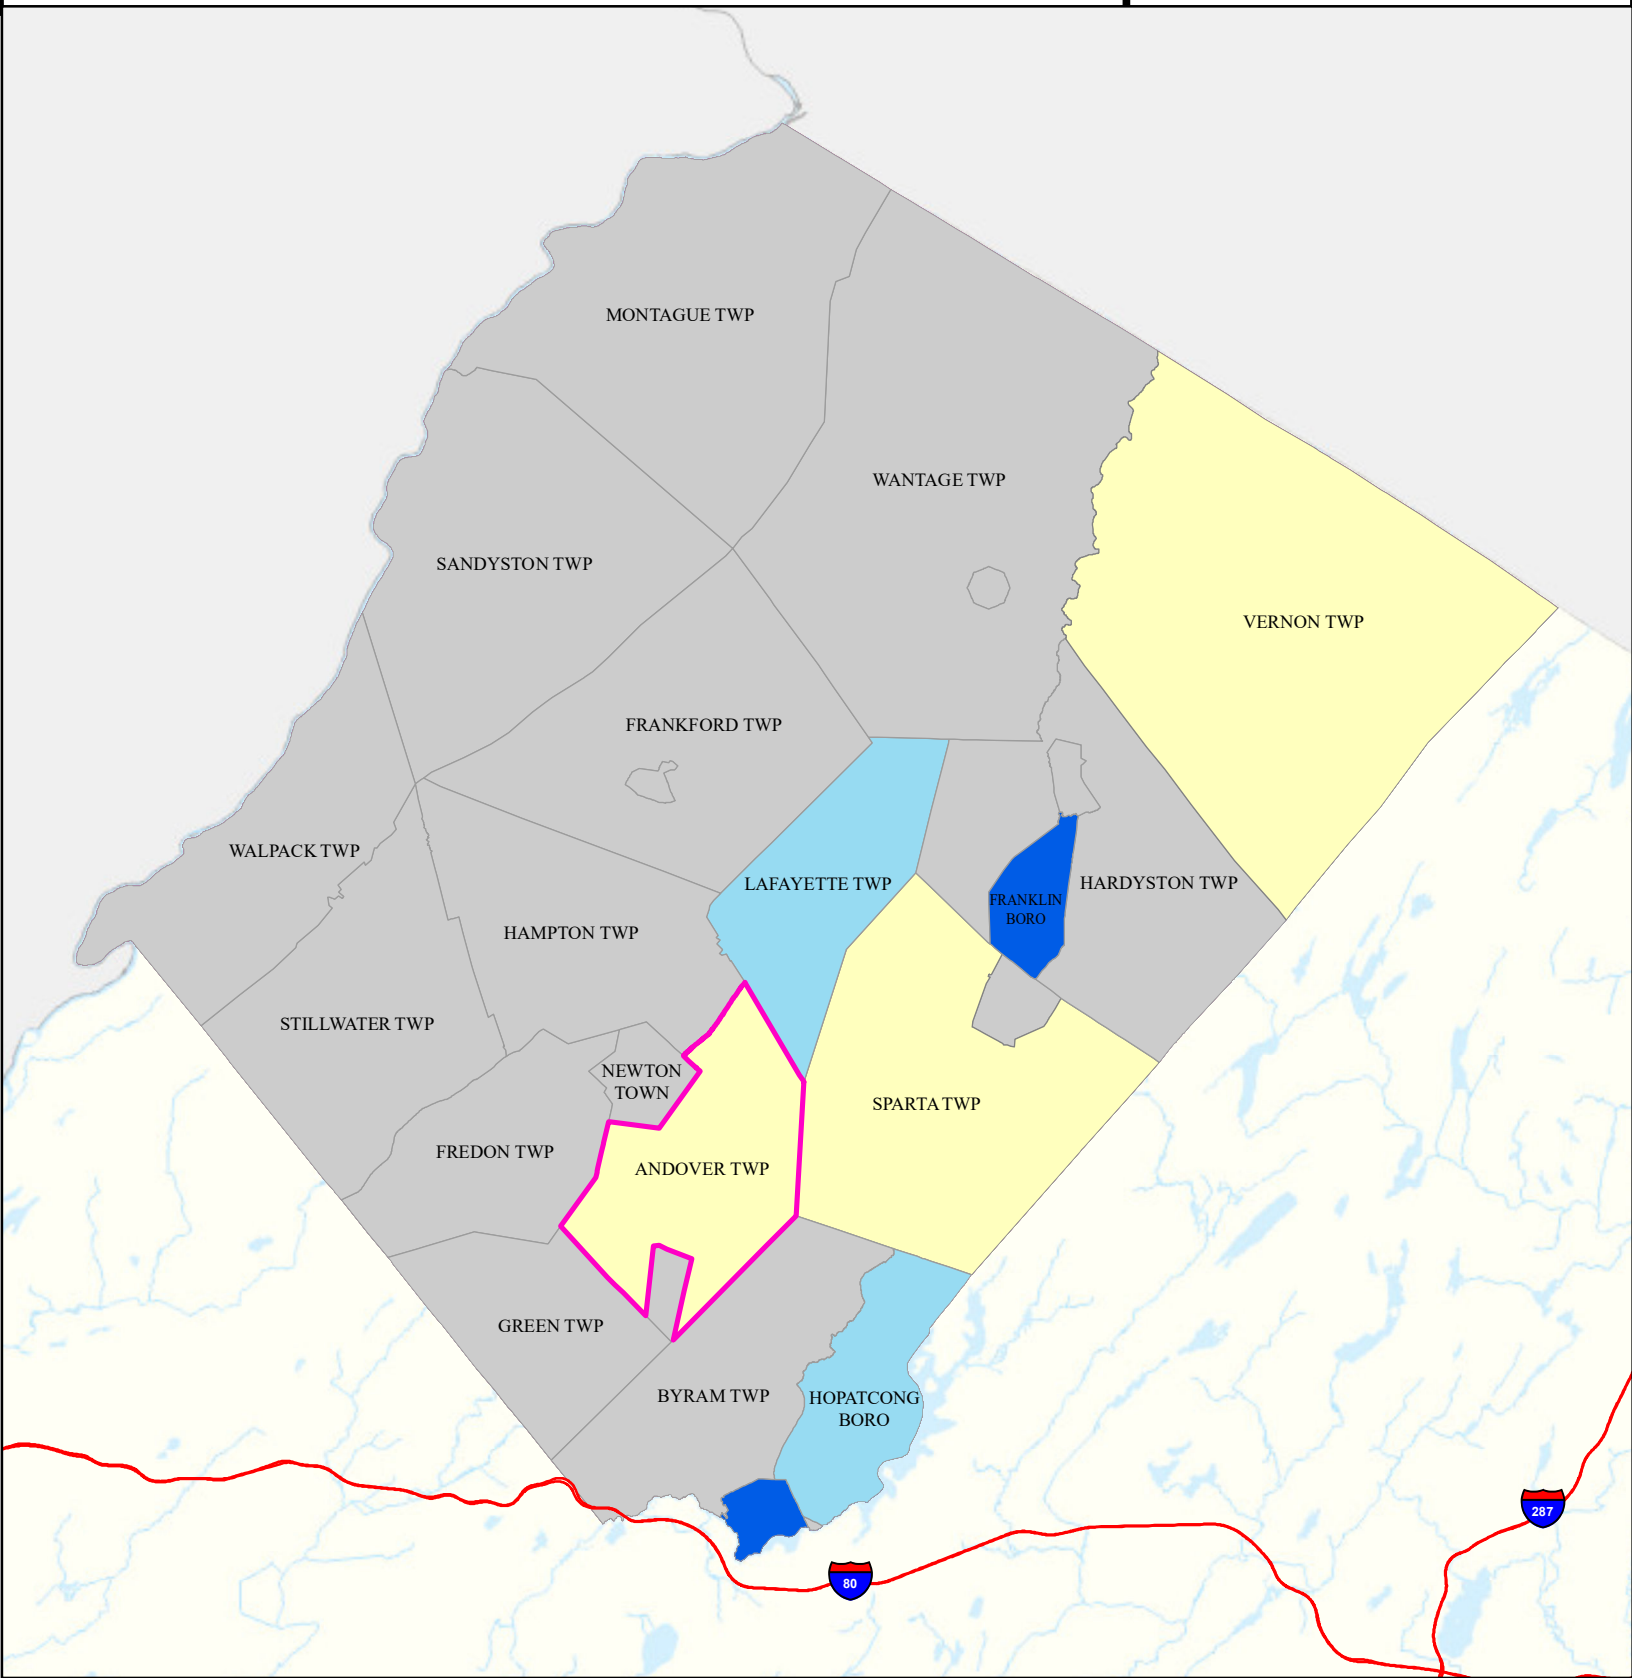 MONTAGUE TWP
WANTAGE TWP
SANDYSTON TWP
VERNON TWP
FRANKFORD TWP
WALPACK TWP
LAFAYETTE TWP
HARDYSTON TWP
FRANKLIN
BORO
HAMPTON TWP
STILLWATER TWP
NEWTON
TOWN
SPARTA TWP
FREDON TWP
ANDOVER TWP
GREEN TWP
BYRAM TWP
HOPATCONG
BORO
287
80